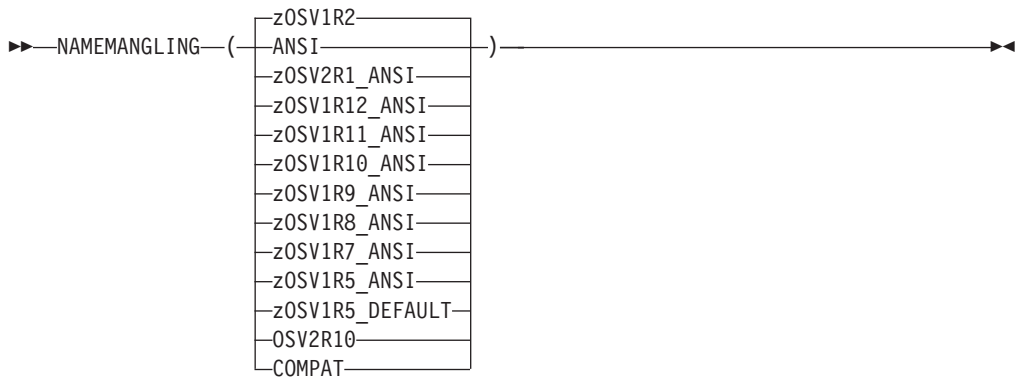 zOSV1R2
NAMEMANGLING ( ANSI )
zOSV2R1_ANSI
zOSV1R12_ANSI
zOSV1R11_ANSI
zOSV1R10_ANSI
zOSV1R9_ANSI
zOSV1R8_ANSI
zOSV1R7_ANSI
zOSV1R5_ANSI
zOSV1R5_DEFAULT
OSV2R10
COMPAT